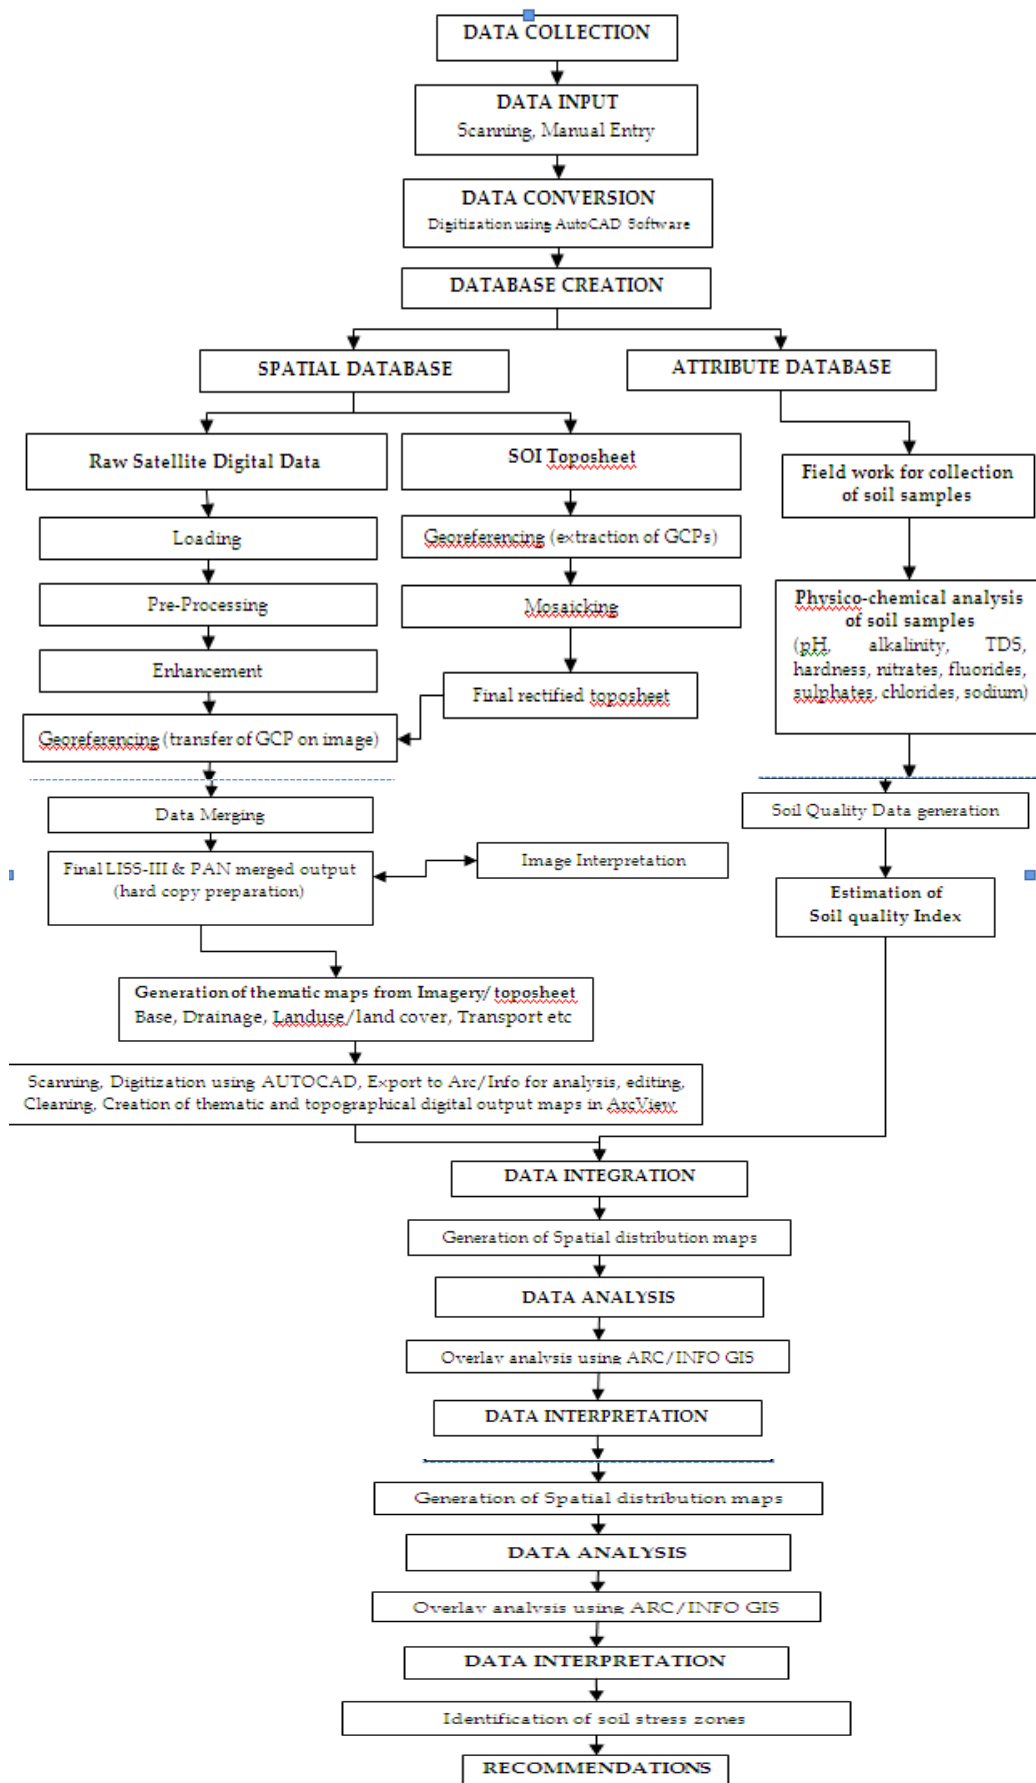 DATA COLLECTION
DATA INPUT
Scanning, Manual Entry
DATA CONVERSION
Digitization using AutoCAD Software
DATABASE CREATION
SPATIAL DATABASE
ATTRIBUTE DATABASE
Raw Satellite Digital Data
SOI Toposheet
Field work for collection
of soil samples
Loading
Georeferencing (extraction of GCPs)
Pre-Processing
Mosaicking
Physico-chemical analysis
of soil samples
(pH, alkalinity, TDS,
hardness, nitrates, fluorides,
sulphates, chlorides, sodium)
Enhancement
Final rectified toposheet
Georeferencing (transfer of GCP on image)
Data Merging
Soil Quality Data generation
Final LISS-III & PAN merged output
(hard copy preparation)
Image Interpretation
Estimation of
Soil quality Index
Generation of thematic maps from Imagery/ toposheet
Base, Drainage, Landuse/land cover, Transport etc
Scanning, Digitization using AUTOCAD, Export to Arc/Info for analysis, editing,
Cleaning, Creation of thematic and topographical digital output maps in ArcView
DATA INTEGRATION
Generation of Spatial distribution maps
DATA ANALYSIS
Overlay analysis using ARC/INFO GIS
DATA INTERPRETATION
Generation of Spatial distribution maps
DATA ANALYSIS
Overlay analysis using ARC/INFO GIS
DATA INTERPRETATION
Identification of soil stress zones
RECOMMENDATIONS